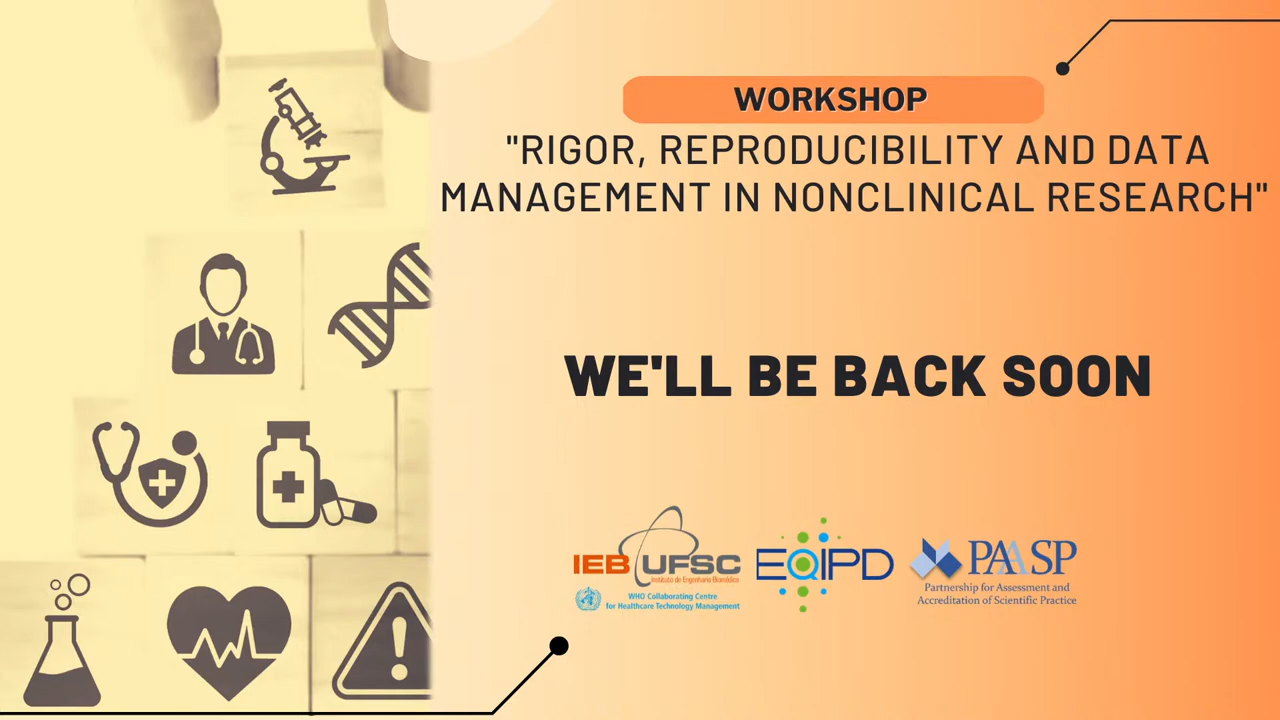 WORKSHOP
"RIGOR, REPRODUCIBILITY AND DATA
MANAGEMENT IN NONCLINICAL RESEARCH"
WE'LL BE BACK SOON
IEB UFSC
Instituto de Engenharia Biomédica
WHO Collaborating Centre
for Healthcare Technology Management
EQIPD
PAASP
Partnership for Assessment and
Accreditation of Scientific Practice